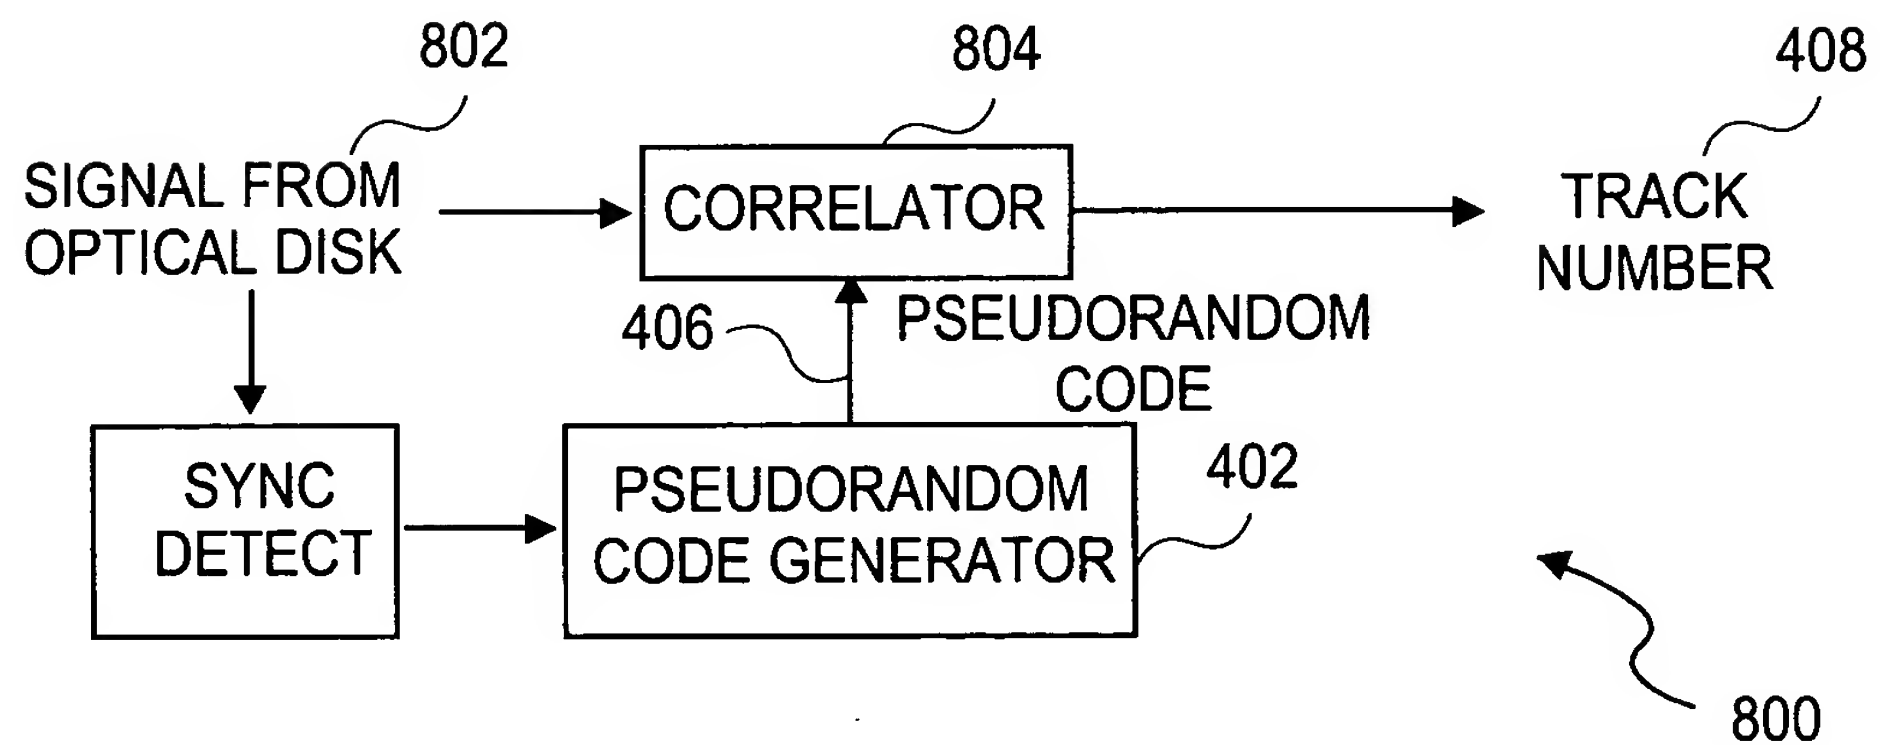 802
804
408
SIGNAL FROM
OPTICAL DISK
CORRELATOR
TRACK
NUMBER
406
PSEUDORANDOM
CODE
SYNC
DETECT
PSEUDORANDOM
CODE GENERATOR
402
800